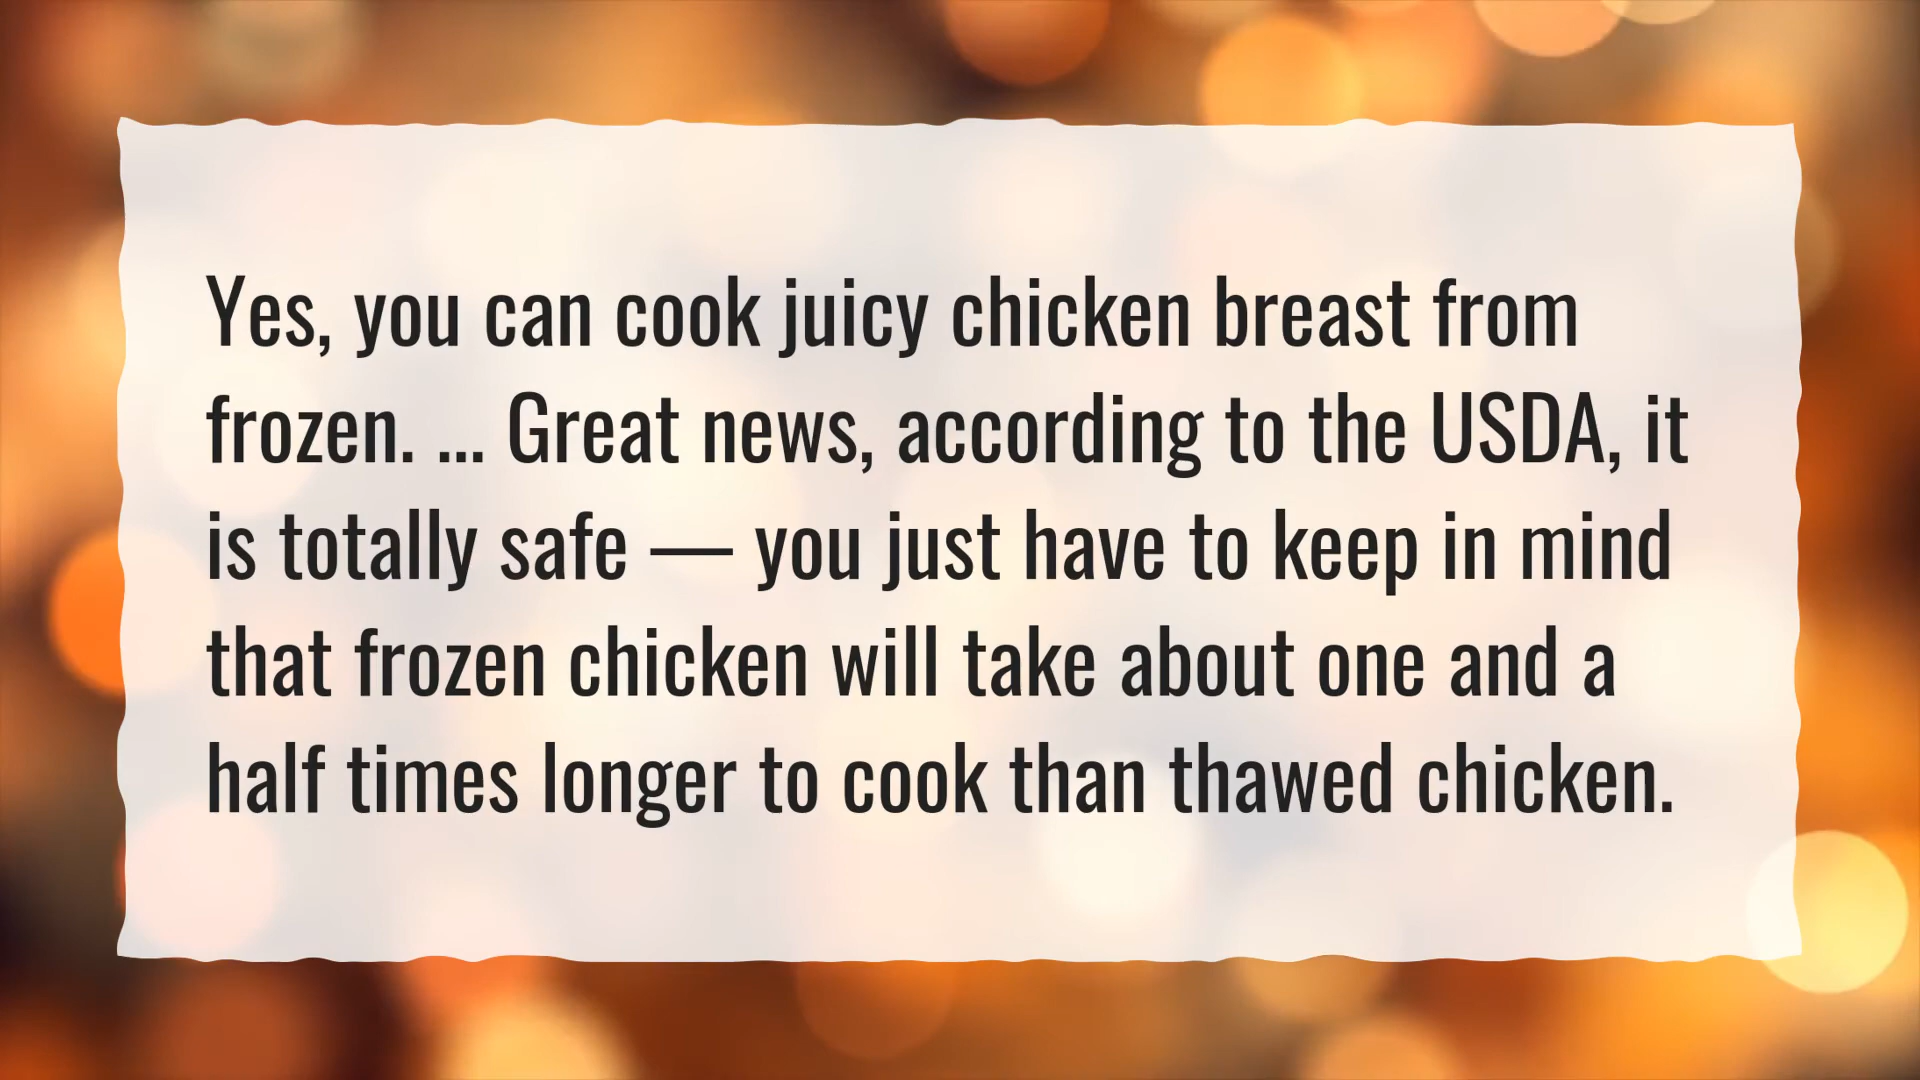 Yes, you can cook juicy chicken breast from
frozen. ... Great news, according to the USDA, it
is totally safe — you just have to keep in mind
that frozen chicken will take about one and a
half times longer to cook than thawed chicken.